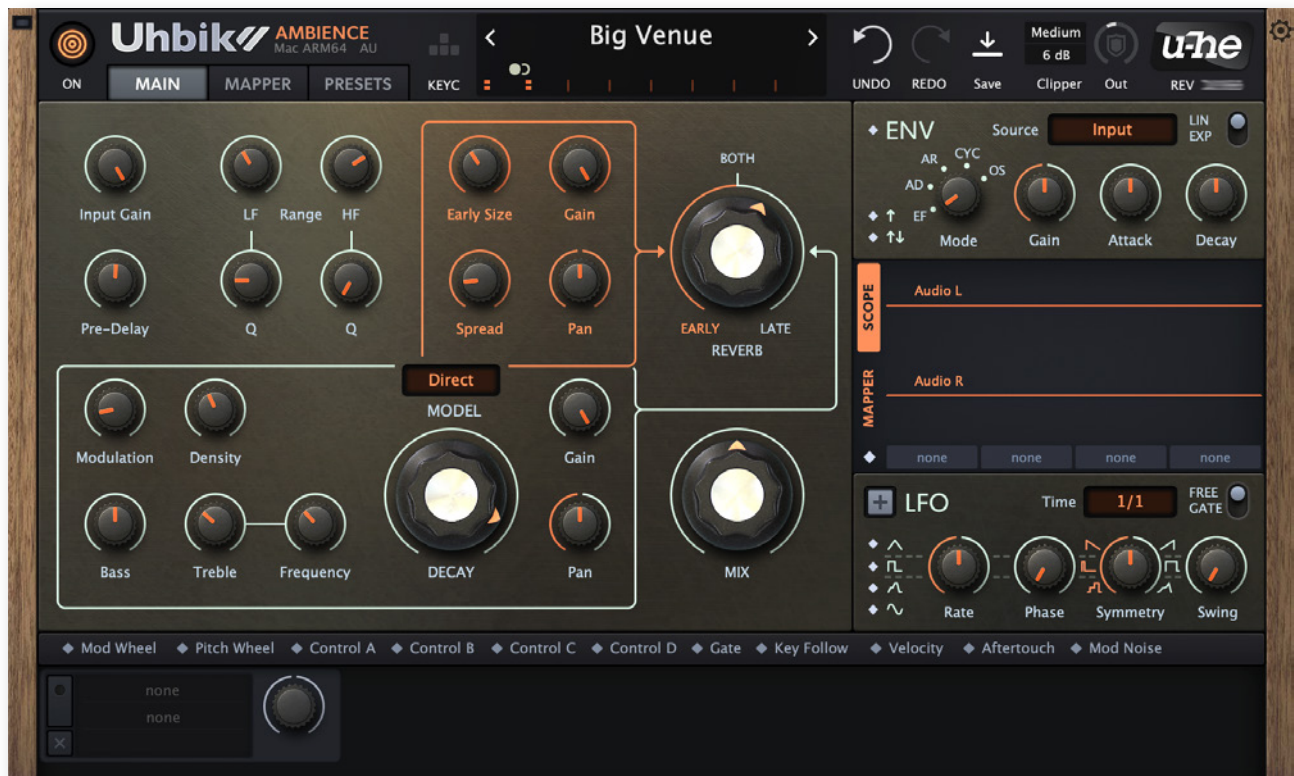 Uhbik AMBIENCE
Mac ARM64 AU
ON
MAIN
MAPPER
PRESETS
KEYC
Big Venue
UNDO
REDO
Save
Medium
6 dB
Clipper
Out
u-he
REV
Input Gain
LF Range HF
Pre-Delay
Q
Q
Early Size
Gain
Spread
Pan
BOTH
EARLY
LATE
REVERB
Direct
MODEL
Modulation
Density
Gain
Bass
Treble
Frequency
DECAY
Pan
MIX
ENV
Source
Input
LIN
EXP
EF
AD
AR
CYC
OS
Mode
Gain
Attack
Decay
SCOPE
MAPPER
Audio L
Audio R
none
none
none
none
LFO
Time
1/1
FREE
GATE
Rate
Phase
Symmetry
Swing
Mod Wheel
Pitch Wheel
Control A
Control B
Control C
Control D
Gate
Key Follow
Velocity
Aftertouch
Mod Noise
none
none